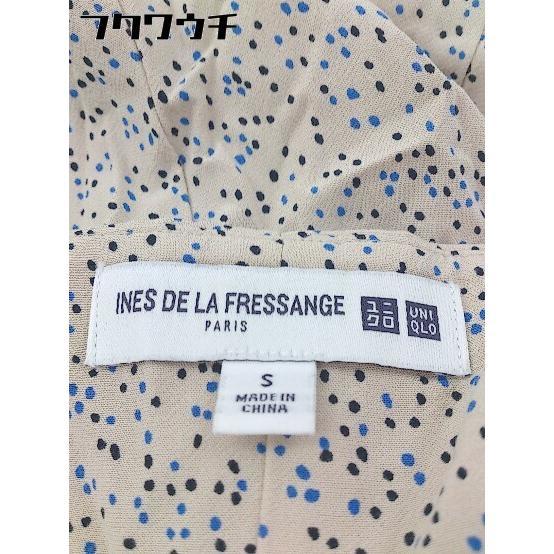 フクワウチ
INES DE LA FRESSANGE
PARIS
ユニ
クロ
UNI
QLO
S
MADE IN
CHINA